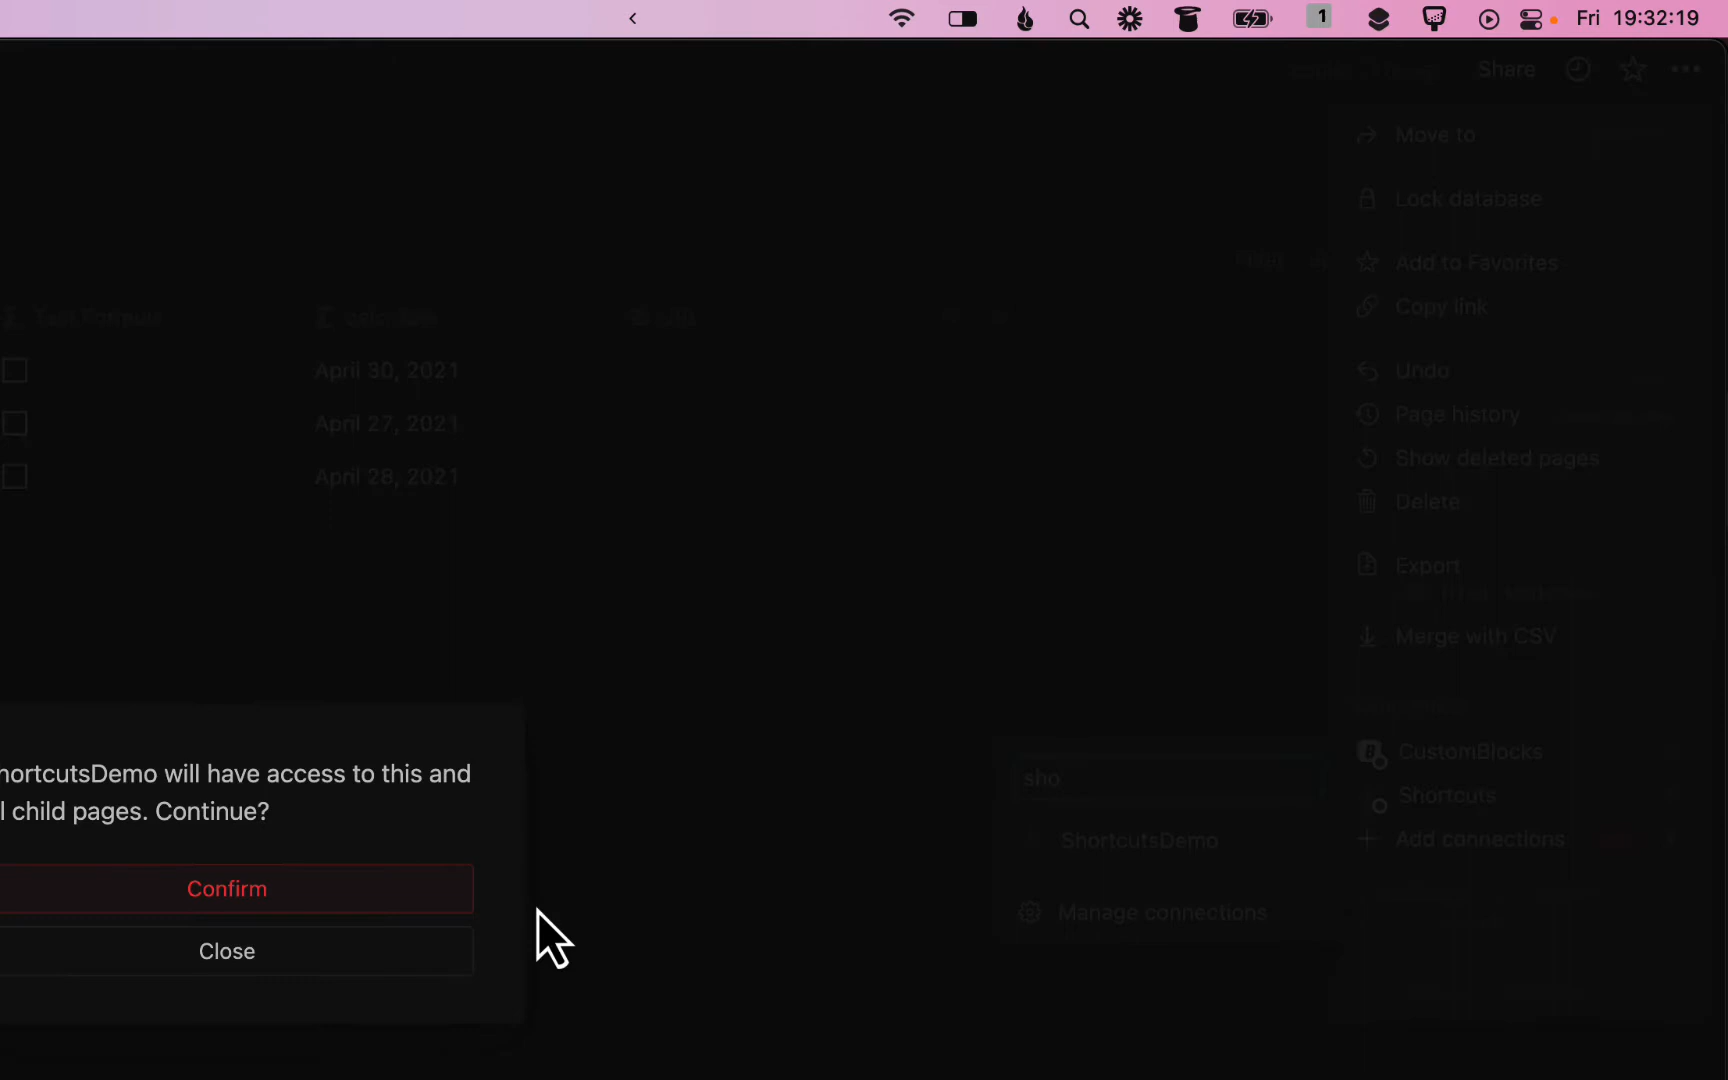 1
Fri 19:32:19
Share
Move to
Lock database
Add to Favorites
Copy link
April 30, 2021
Undo
Page history
April 27, 2021
Show deleted pages
April 28, 2021
Delete
Export
Merge with CSV
CustomBlocks
hortcutsDemo will have access to this and
sho
Shortcuts
l child pages. Continue?
ShortcutsDemo
Add connections
Confirm
Manage connections
Close